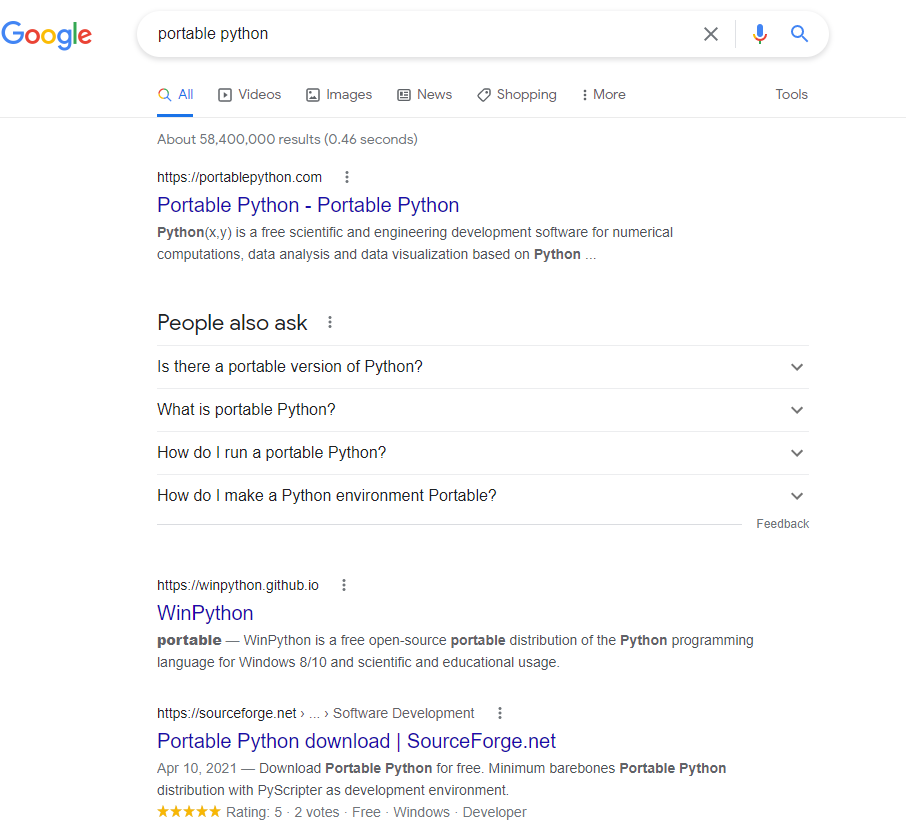 Google
portable python
All Videos Images News Shopping More Tools
About 58,400,000 results (0.46 seconds)
https://portablepython.com
Portable Python - Portable Python
Python(x,y) is a free scientific and engineering development software for numerical
computations, data analysis and data visualization based on Python ...
People also ask
Is there a portable version of Python?
What is portable Python?
How do I run a portable Python?
How do I make a Python environment Portable?
Feedback
https://winpython.github.io
WinPython
portable — WinPython is a free open-source portable distribution of the Python programming
language for Windows 8/10 and scientific and educational usage.
https://sourceforge.net › ... › Software Development
Portable Python download | SourceForge.net
Apr 10, 2021 — Download Portable Python for free. Minimum barebones Portable Python
distribution with PyScripter as development environment.
Rating: 5 · 2 votes · Free · Windows · Developer